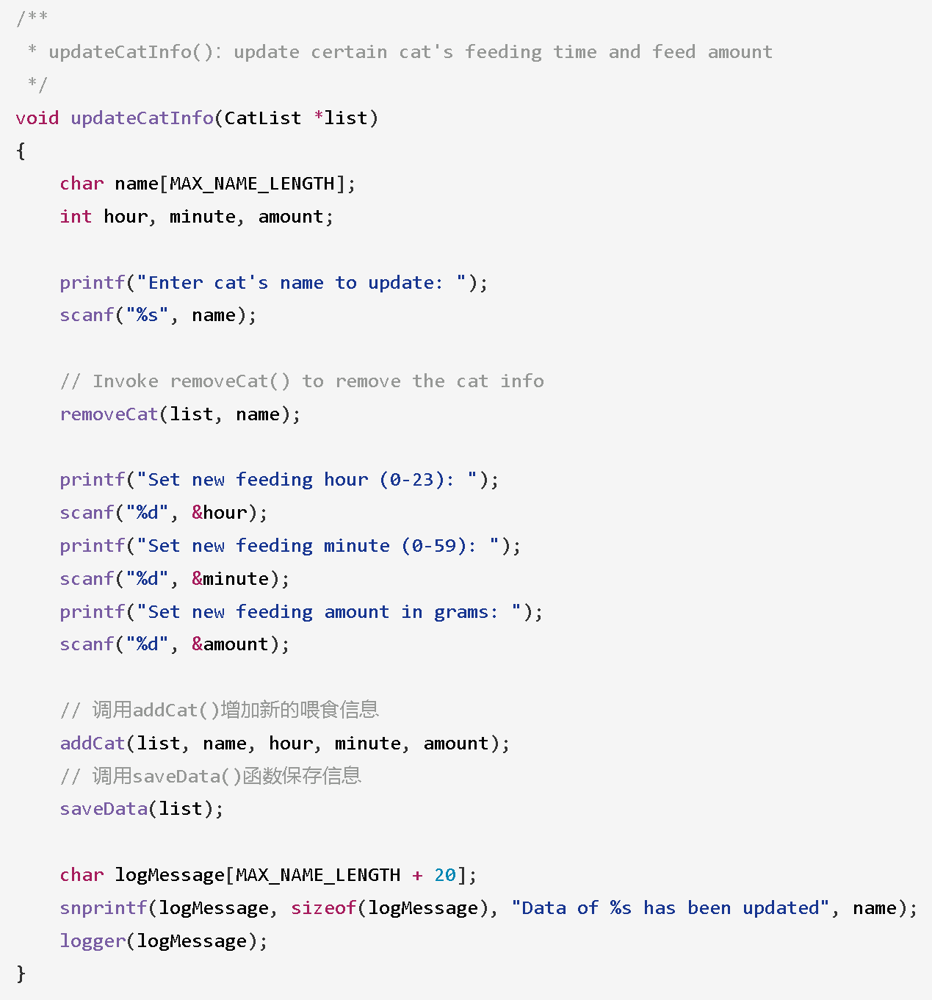 /**
 * updateCatInfo(): update certain cat's feeding time and feed amount
 */
void updateCatInfo(CatList *list)
{
    char name[MAX_NAME_LENGTH];
    int hour, minute, amount;

    printf("Enter cat's name to update: ");
    scanf("%s", name);

    // Invoke removeCat() to remove the cat info
    removeCat(list, name);

    printf("Set new feeding hour (0-23): ");
    scanf("%d", &hour);
    printf("Set new feeding minute (0-59): ");
    scanf("%d", &minute);
    printf("Set new feeding amount in grams: ");
    scanf("%d", &amount);

    // 调用addCat()增加新的喂食信息
    addCat(list, name, hour, minute, amount);
    // 调用saveData()函数保存信息
    saveData(list);

    char logMessage[MAX_NAME_LENGTH + 20];
    snprintf(logMessage, sizeof(logMessage), "Data of %s has been updated", name);
    logger(logMessage);
}